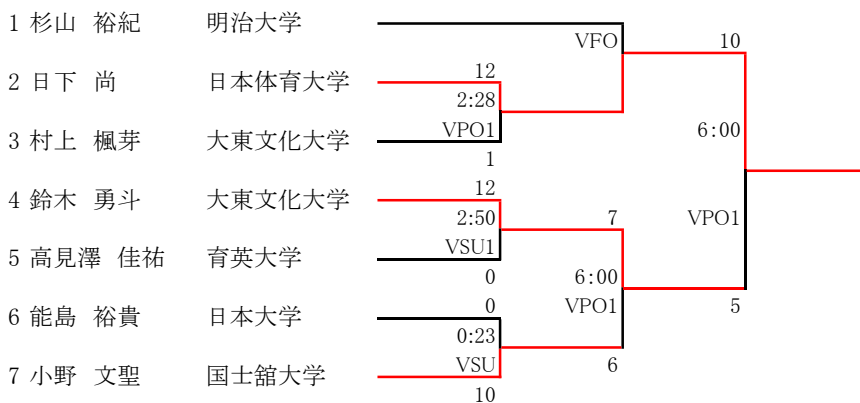 1 杉山 裕紀 明治大学
VFO 10
2 日下 尚 日本体育大学 12
2:28
3 村上 楓芽 大東文化大学 VPO1 6:00
1
4 鈴木 勇斗 大東文化大学 12
2:50 7 VPO1
5 高見澤 佳祐 育英大学 VSU1
0 6:00
6 能島 裕貴 日本大学 0 VPO1 5
0:23
7 小野 文聖 国士舘大学 VSU 6
10